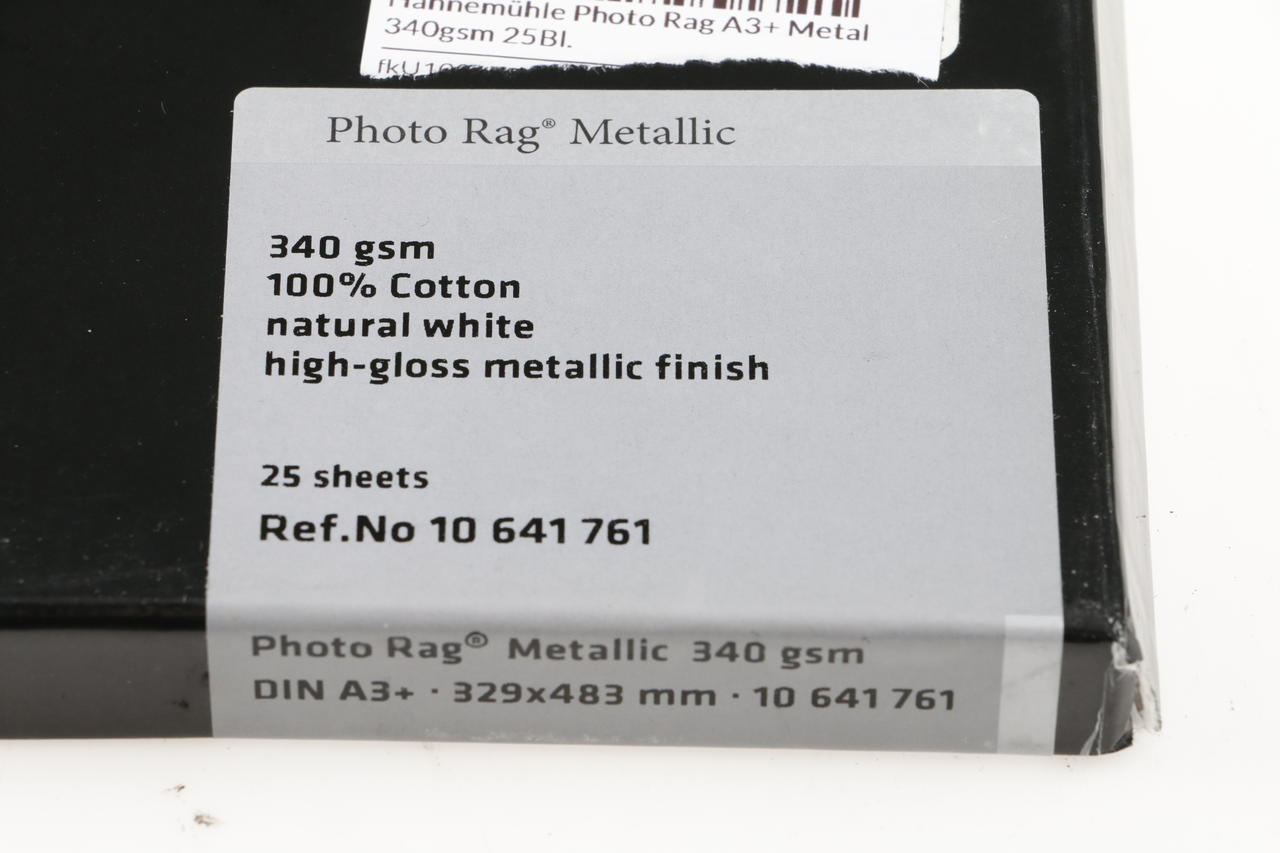 Hahnemühle Photo Rag A3+ Metal
340gsm 25Bl.
Photo Rag® Metallic
340 gsm
100% Cotton
natural white
high-gloss metallic finish
25 sheets
Ref.No 10 641 761
Photo Rag® Metallic 340 gsm
DIN A3+ · 329x483 mm · 10 641 761